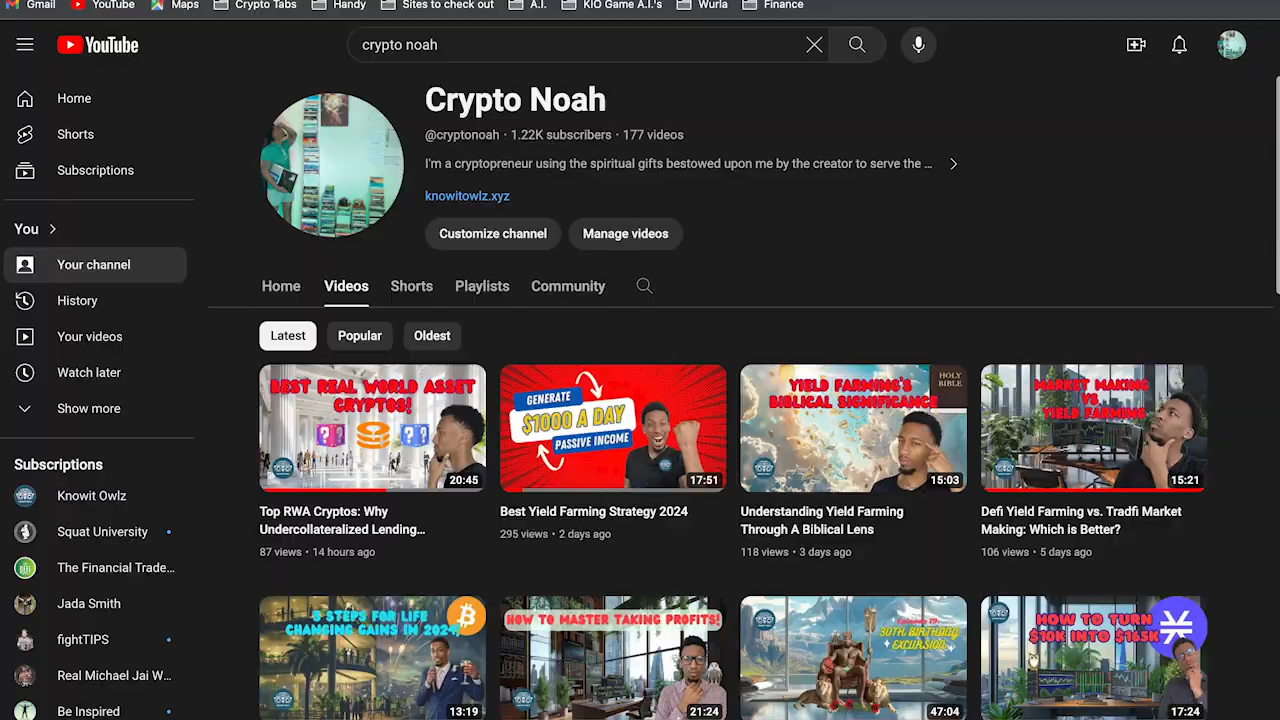 Gmail
YouTube
Maps
Crypto Tabs
Handy
Sites to check out
A.I.
KIO Game A.I.'s
Wurla
Finance
YouTube
crypto noah
Home
Shorts
Subscriptions
You
Your channel
History
Your videos
Watch later
Show more
Subscriptions
Knowit Owlz
Squat University
The Financial Trade...
Jada Smith
fightTIPS
Real Michael Jai W...
Be Inspired
Crypto Noah
@cryptonoah · 1.22K subscribers · 177 videos
I'm a cryptopreneur using the spiritual gifts bestowed upon me by the creator to serve the ...
knowitowlz.xyz
Customize channel
Manage videos
Home
Videos
Shorts
Playlists
Community
Latest
Popular
Oldest
BEST REAL WORLD ASSET
CRYPTOS!
20:45
Top RWA Cryptos: Why
Undercollateralized Lending...
87 views · 14 hours ago
GENERATE
$1000 A DAY
PASSIVE INCOME
17:51
Best Yield Farming Strategy 2024
295 views · 2 days ago
YIELD FARMING'S
BIBLICAL SIGNIFICANCE
HOLY
BIBLE
15:03
Understanding Yield Farming
Through A Biblical Lens
118 views · 3 days ago
MARKET MAKING
VS
YIELD FARMING
15:21
Defi Yield Farming vs. Tradfi Market
Making: Which is Better?
106 views · 5 days ago
STEPS FOR LIFE
CHANGING GAINS IN 2024
13:19
HOW TO MASTER TAKING PROFITS!
21:24
Episode 19:
30TH BIRTHDAY
EXCURSION
47:04
HOW TO TURN
$10K INTO $165K
17:24